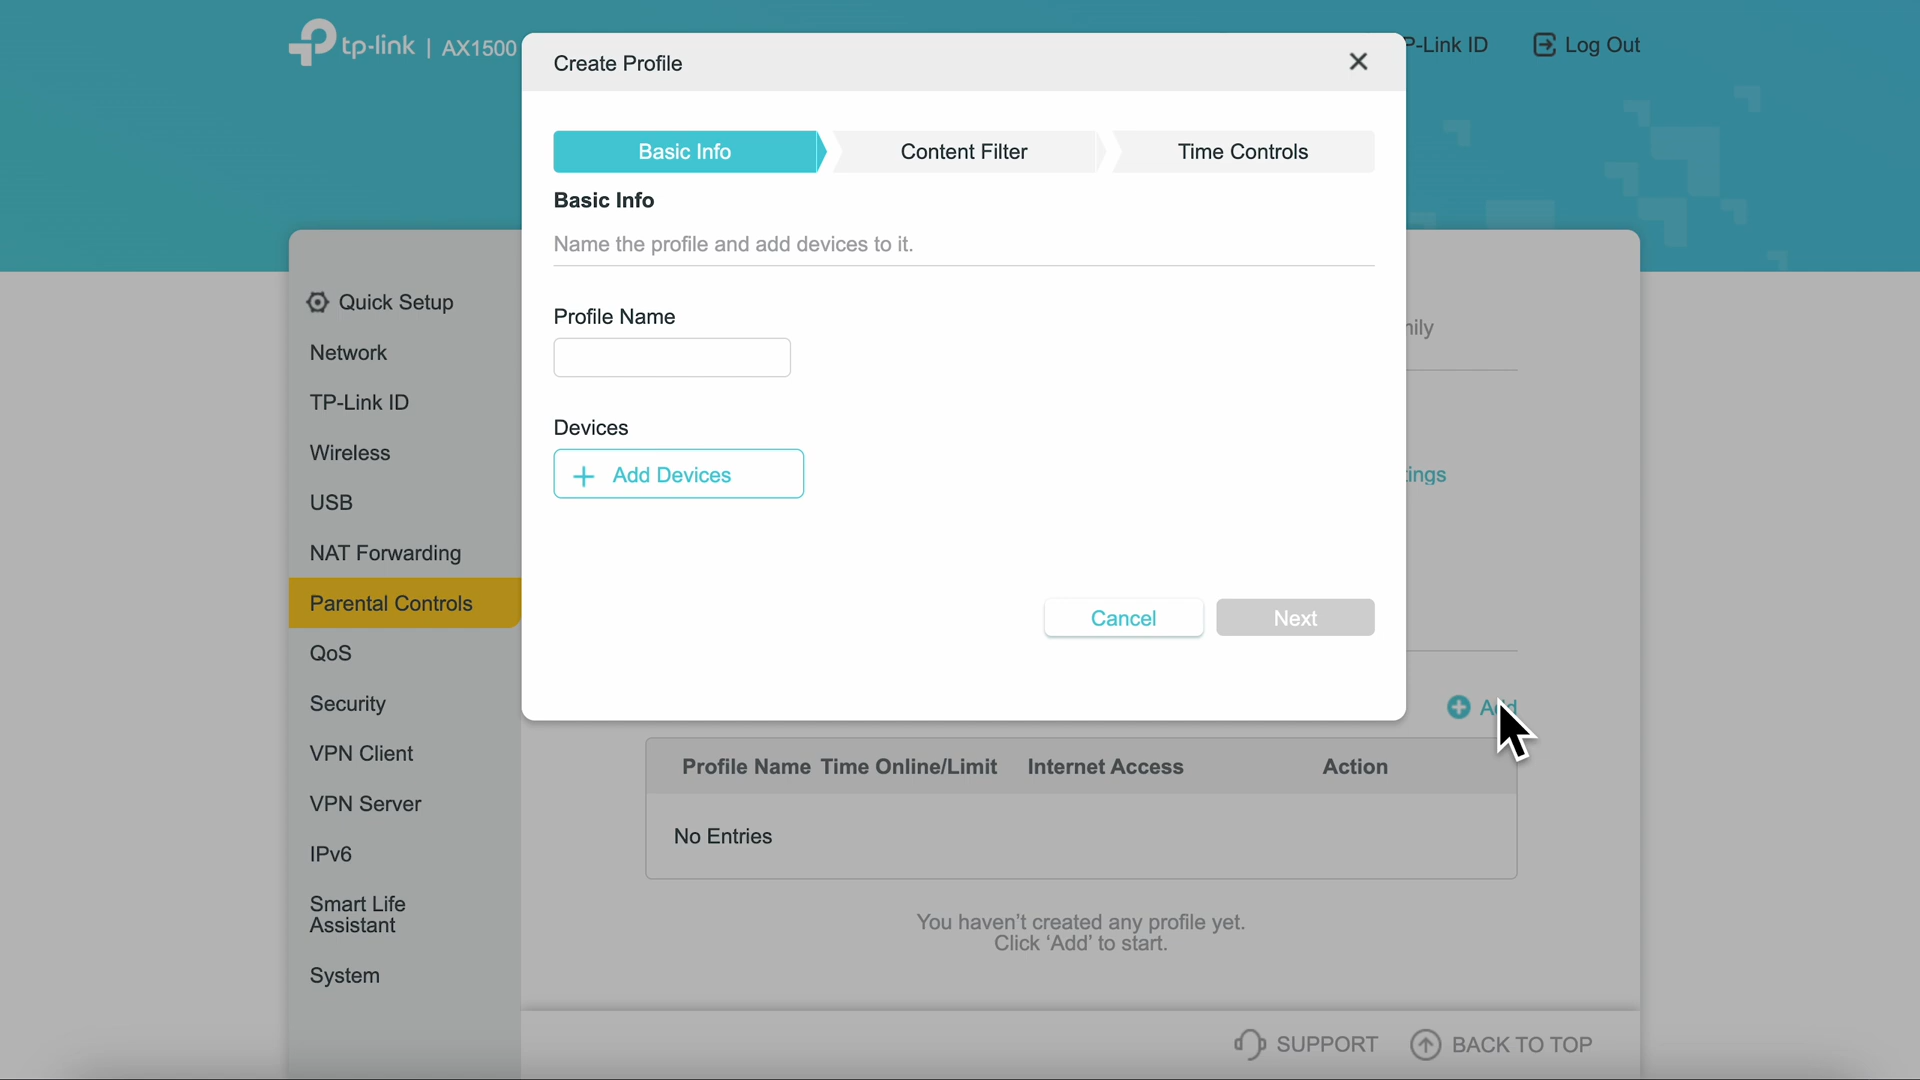 tp-link | AX1500
P-Link ID
Log Out
Create Profile
Basic Info
Content Filter
Time Controls
Basic Info
Name the profile and add devices to it.
Profile Name
Devices
Add Devices
Cancel
Next
Quick Setup
Network
TP-Link ID
Wireless
USB
NAT Forwarding
Parental Controls
QoS
Security
VPN Client
VPN Server
IPv6
Smart Life
Assistant
System
Add
Profile Name
Time Online/Limit
Internet Access
Action
No Entries
You haven't created any profile yet.
Click ‘Add’ to start.
SUPPORT
BACK TO TOP